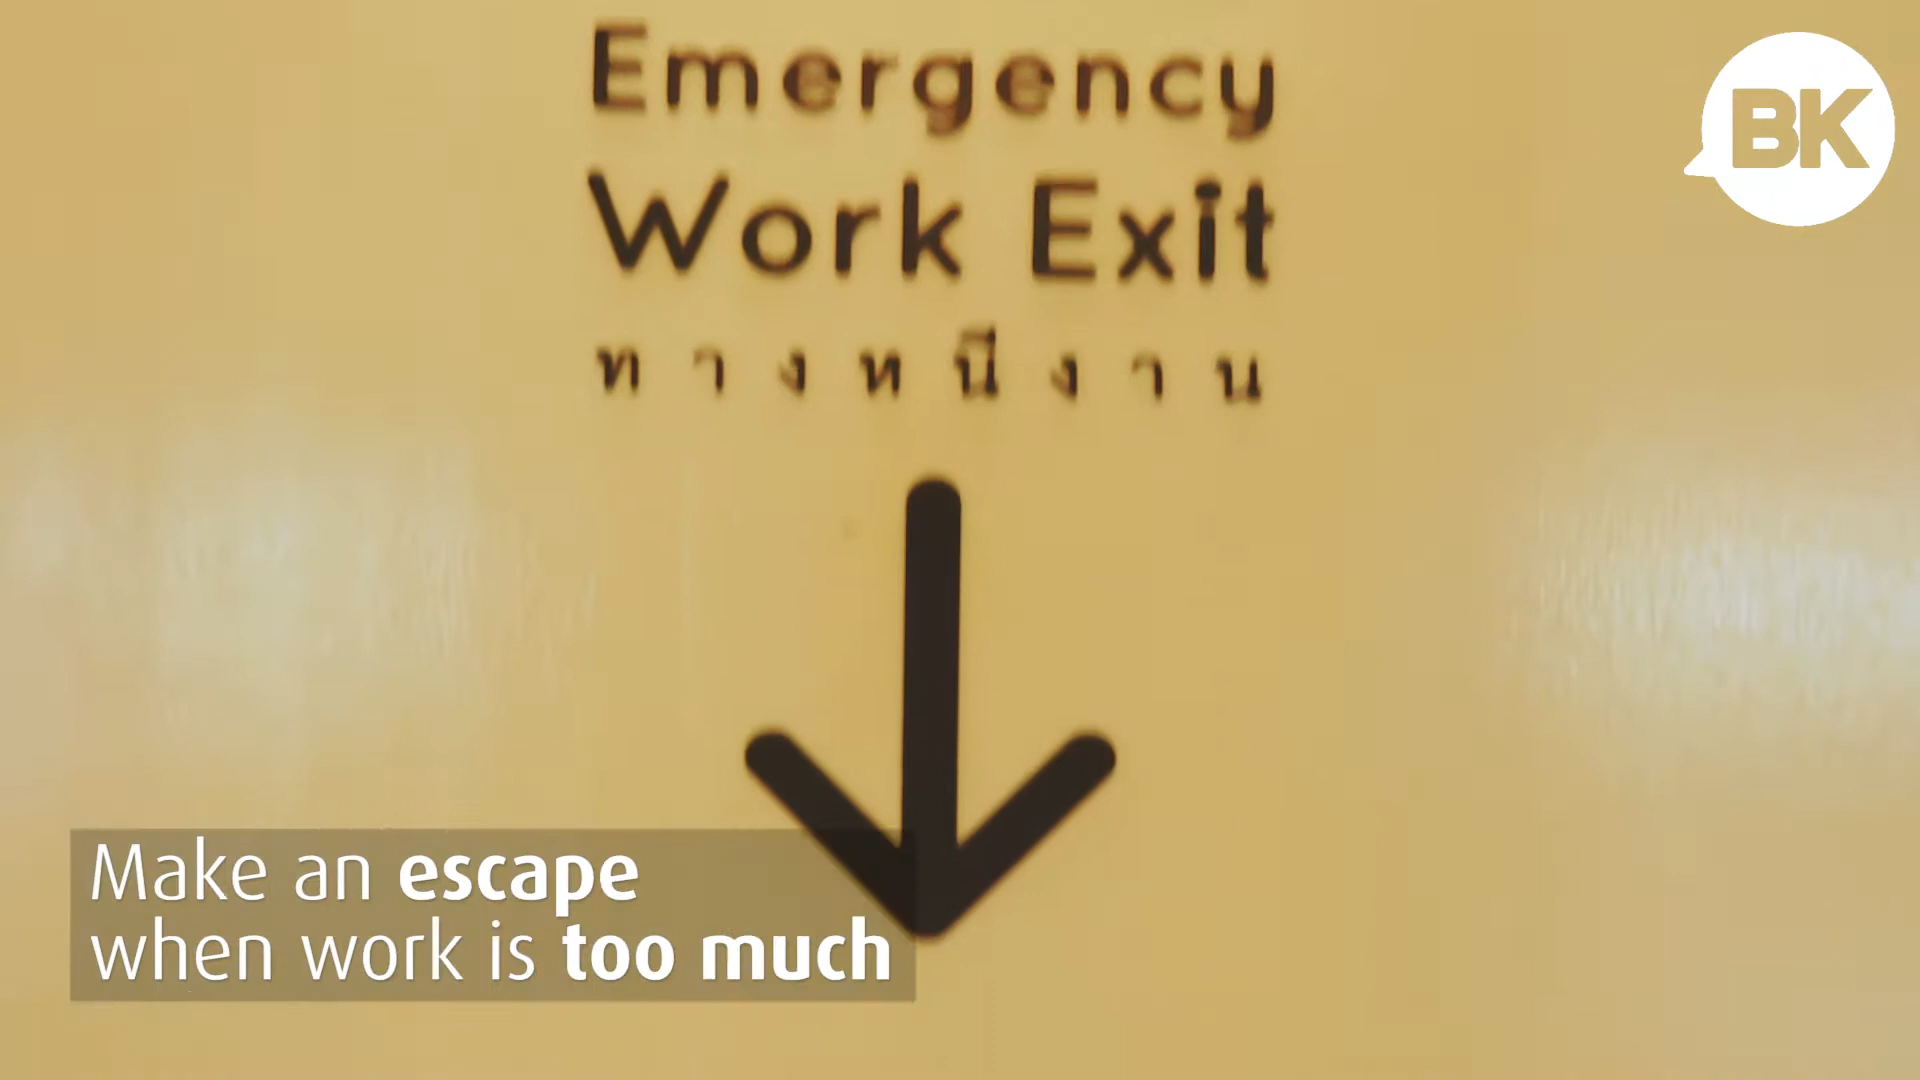 Emergency
Work Exit
ทางหนีงาน
BK
Make an escape
when work is too much